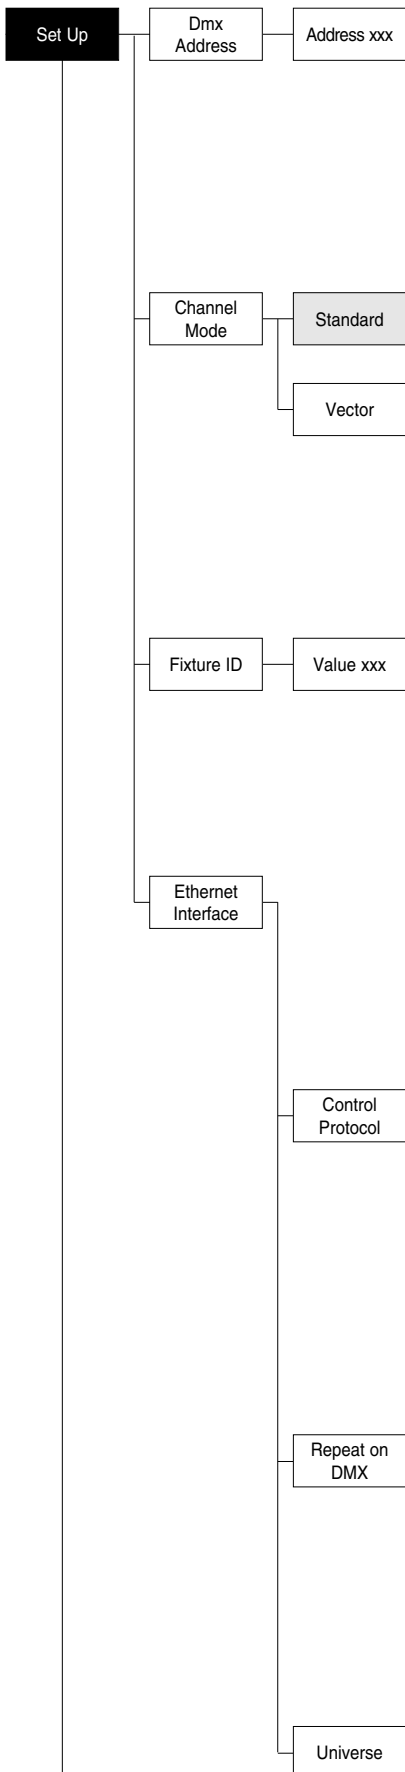 Set Up
Dmx
Address
Address xxx
Channel
Mode
Standard
Vector
Fixture ID
Value xxx
Ethernet
Interface
Control
Protocol
Repeat on
DMX
Universe